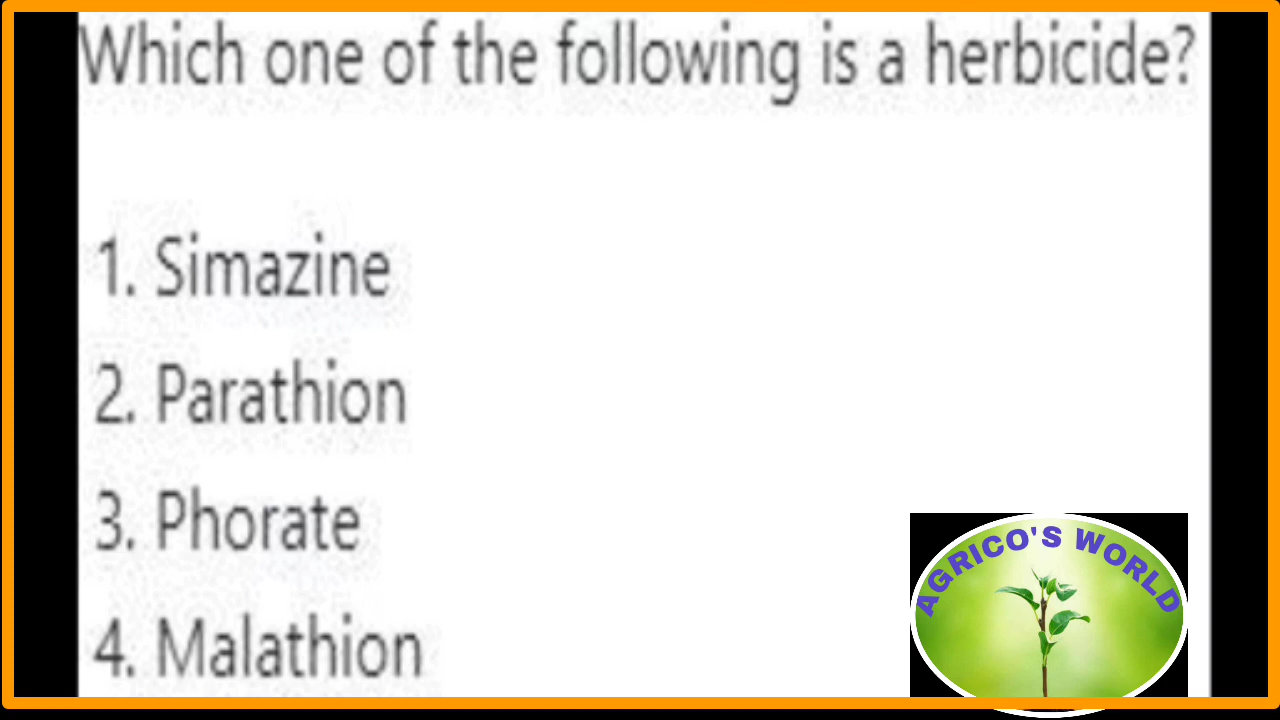 Which one of the following is a herbicide?
1. Simazine
2. Parathion
3. Phorate
4. Malathion
AGRICO'S WORLD